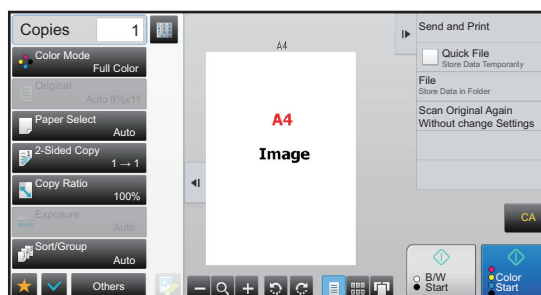 Copies 1
Color Mode
Full Color
Original
Auto 8½x11
Paper Select
Auto
2-Sided Copy
1→1
Copy Ratio
100%
Exposure
Auto
Sort/Group
Auto
Others
A4
A4
Image
Send and Print
Quick File
Store Data Temporarily
File
Store Data in Folder
Scan Original Again
Without change Settings
CA
B/W
Start
Color
Start